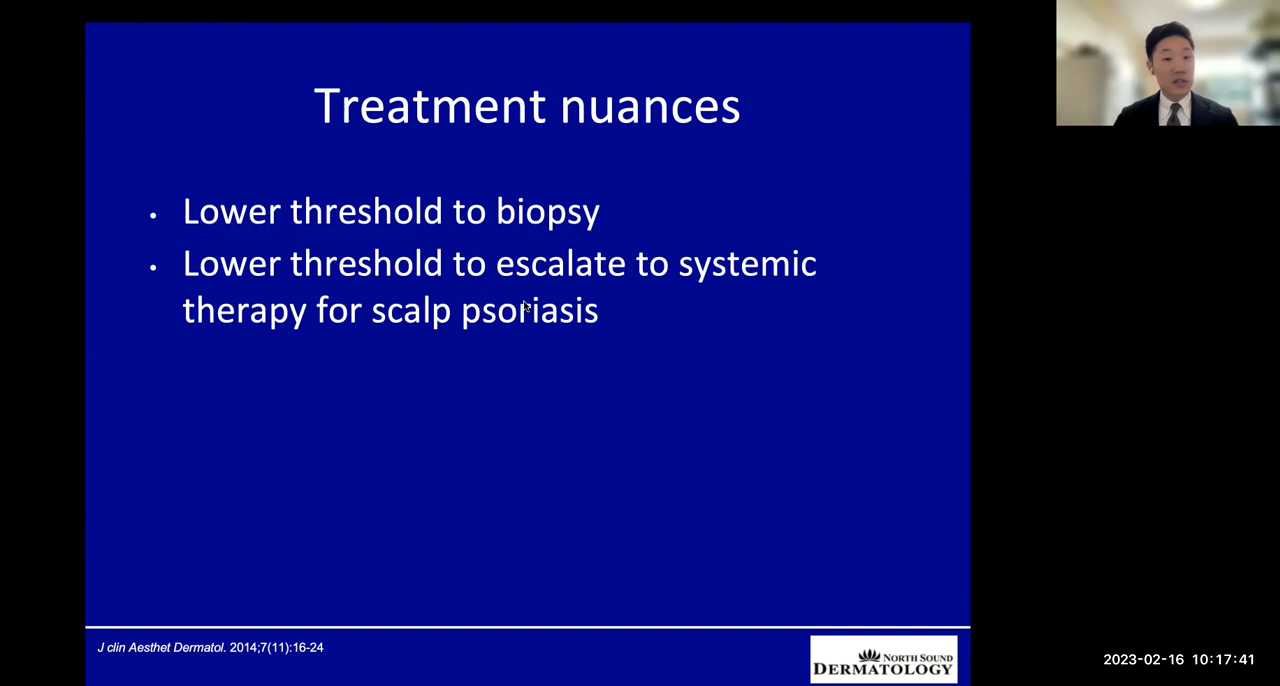 Treatment nuances
• Lower threshold to biopsy
• Lower threshold to escalate to systemic
therapy for scalp psoriasis
J clin Aesthet Dermatol. 2014;7(11):16-24
NORTH SOUND
DERMATOLOGY
2023-02-16 10:17:41